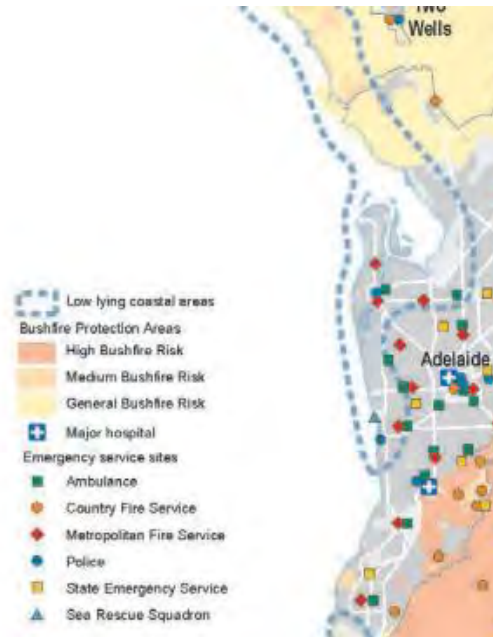 Two
Wells
Adelaide
Low lying coastal areas
Bushfire Protection Areas
High Bushfire Risk
Medium Bushfire Risk
General Bushfire Risk
Major hospital
Emergency service sites
Ambulance
Country Fire Service
Metropolitan Fire Service
Police
State Emergency Service
Sea Rescue Squadron